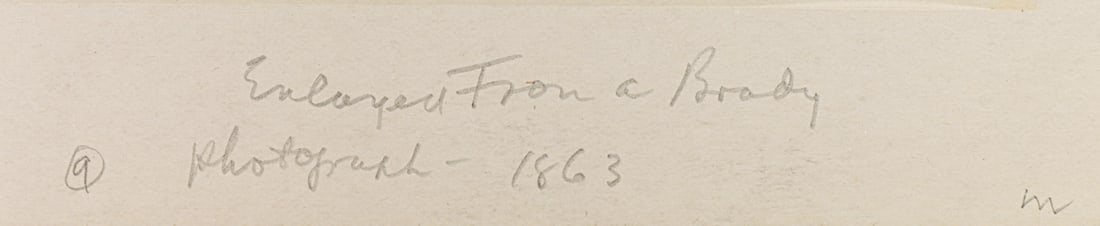 Enlarged From a Brady
⑨ photograph - 1863
m